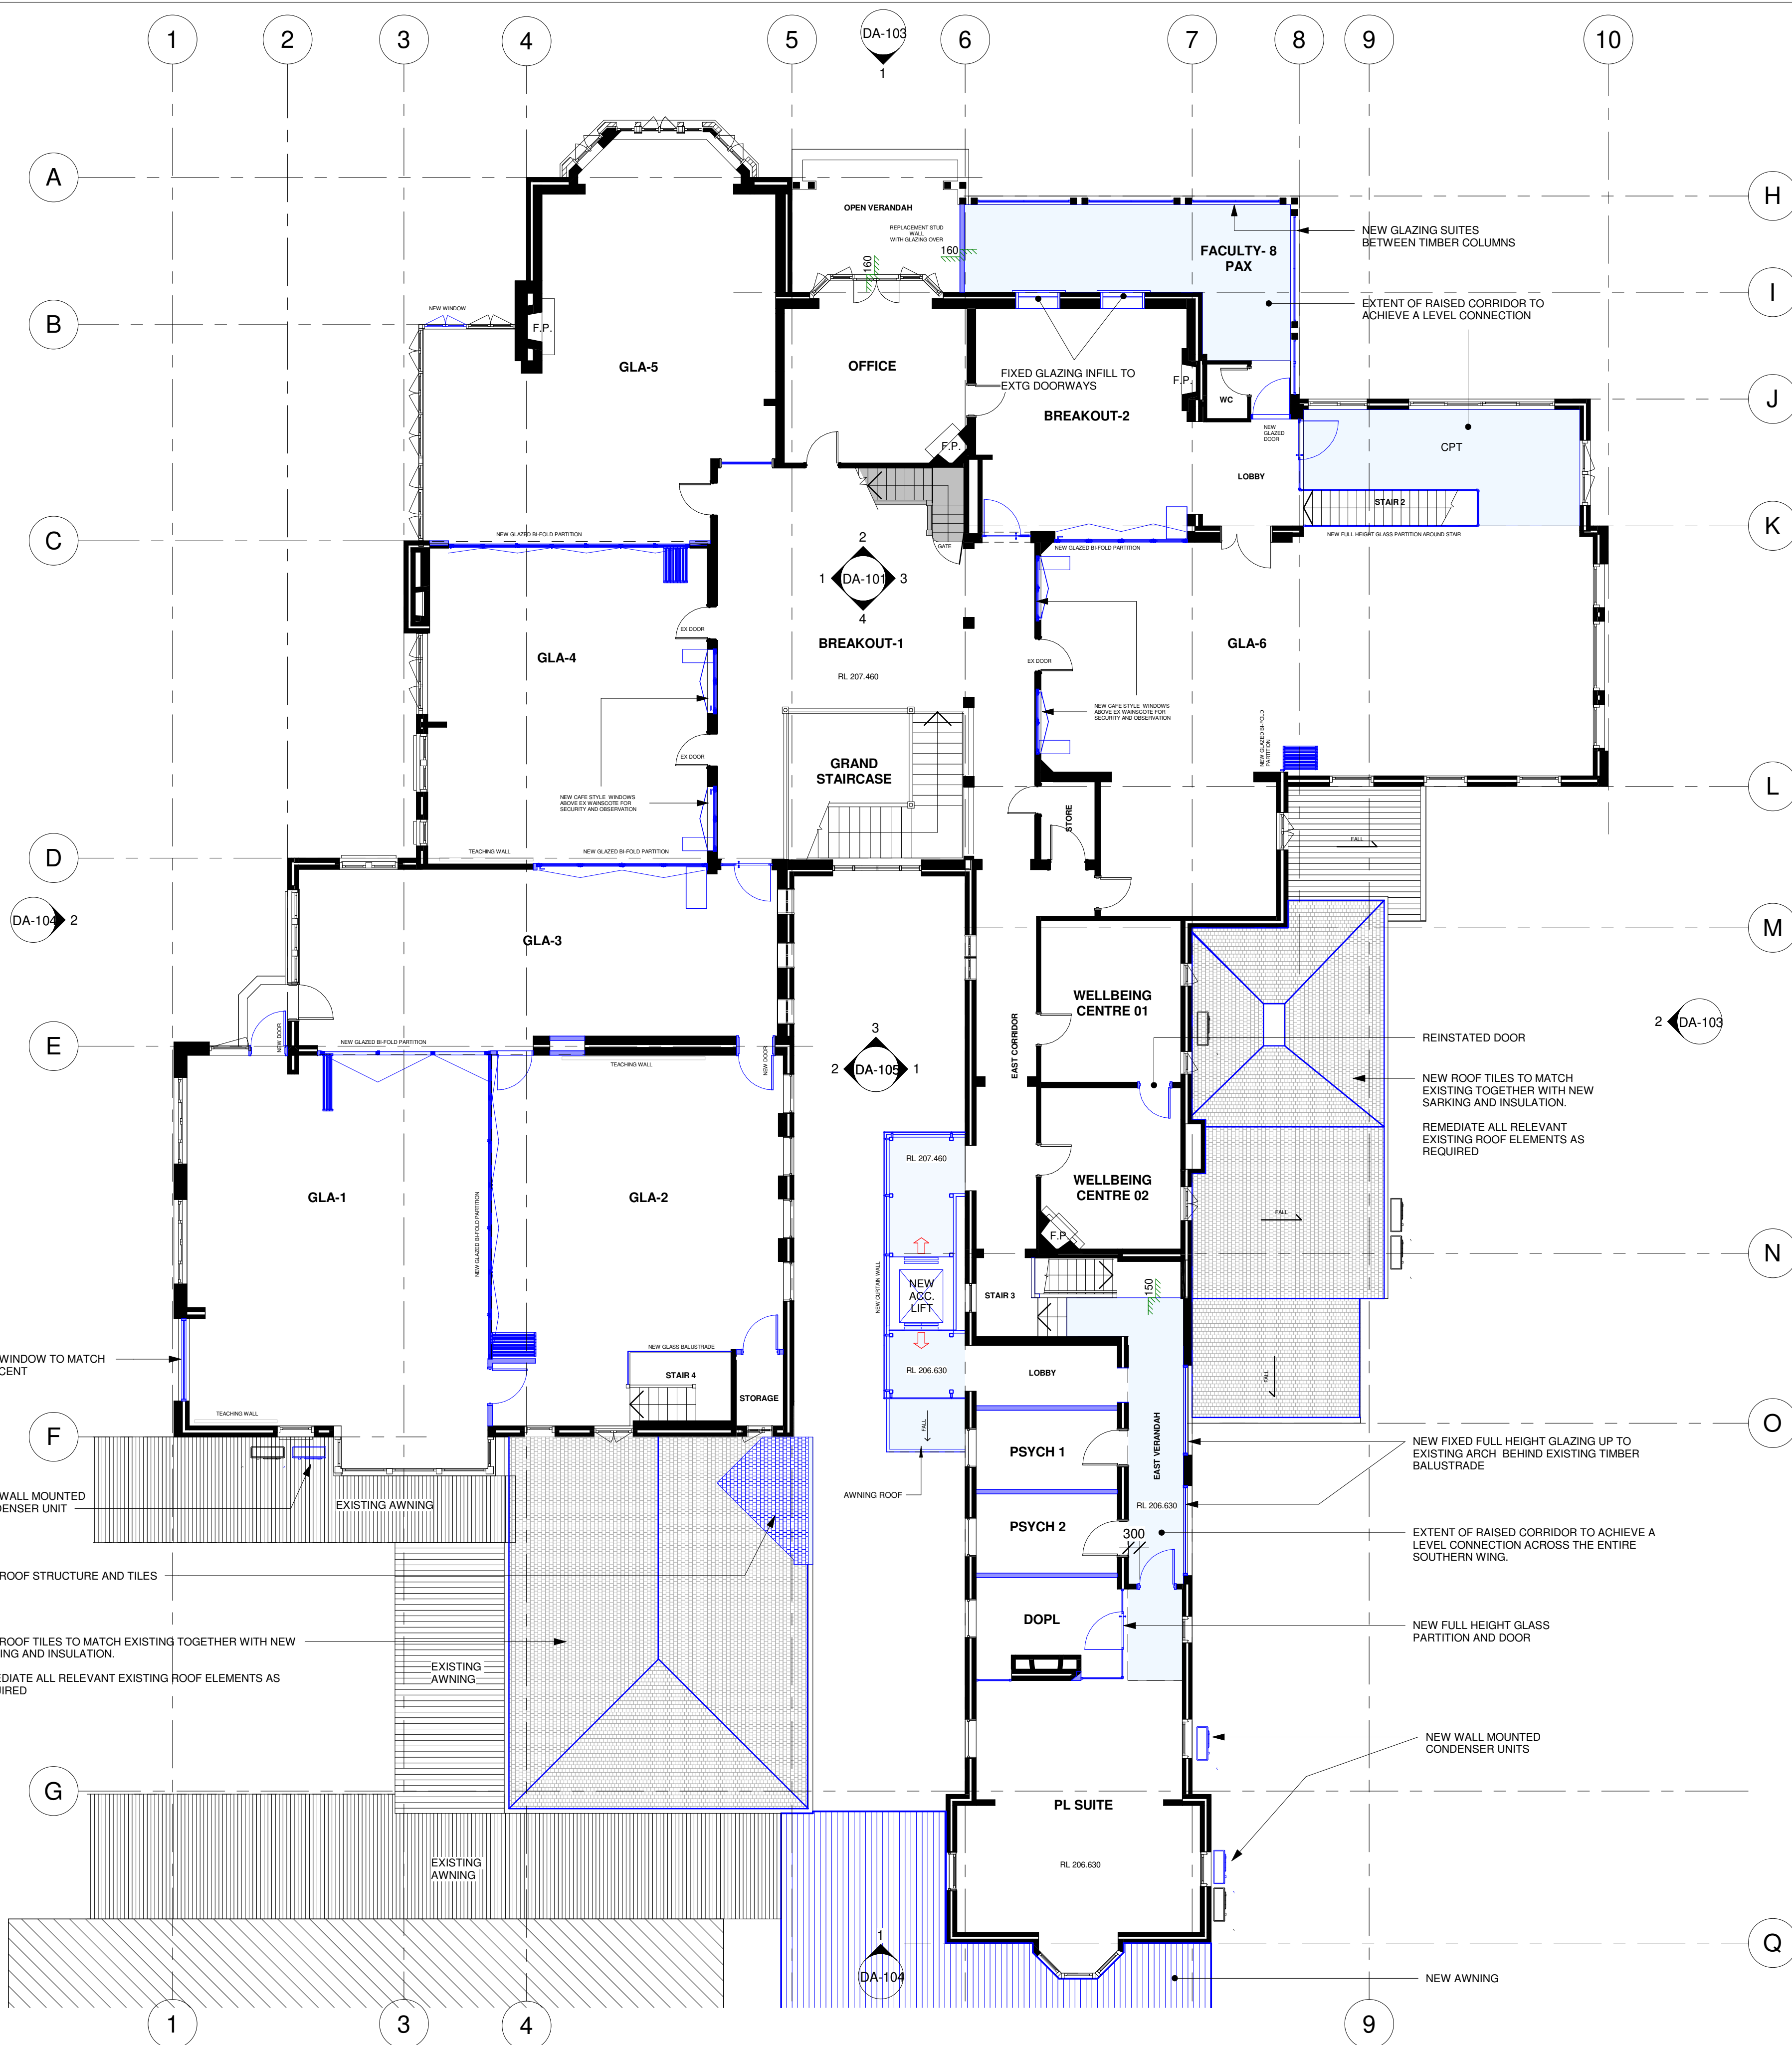 1
2
3
4
5
DA-103
1
6
7
8
9
10
A
H
OPEN VERANDAH
REPLACEMENT STUD
WALL
WITH GLAZING OVER
160
160
FACULTY- 8
PAX
NEW GLAZING SUITES
BETWEEN TIMBER COLUMNS
I
EXTENT OF RAISED CORRIDOR TO
ACHIEVE A LEVEL CONNECTION
B
NEW WINDOW
F.P.
GLA-5
OFFICE
FIXED GLAZING INFILL TO
EXTG DOORWAYS
F.P.
WC
BREAKOUT-2
J
NEW
GLAZED
DOOR
F.P.
CPT
LOBBY
STAIR 2
K
C
NEW GLAZED BI-FOLD PARTITION
GATE
NEW GLAZED BI-FOLD PARTITION
NEW FULL HEIGHT GLASS PARTITION AROUND STAIR
2
1
DA-101
3
4
EX DOOR
GLA-4
BREAKOUT-1
RL 207.460
EX DOOR
GLA-6
NEW CAFE STYLE WINDOWS
ABOVE EX WAINSCOTE FOR
SECURITY AND OBSERVATION
NEW GLAZED BI-FOLD
PARTITION
EX DOOR
GRAND
STAIRCASE
L
NEW CAFE STYLE WINDOWS
ABOVE EX WAINSCOTE FOR
SECURITY AND OBSERVATION
STORE
FALL
D
TEACHING WALL
NEW GLAZED BI-FOLD PARTITION
DA-104
2
GLA-3
M
WELLBEING
CENTRE 01
2
DA-103
E
NEW DOOR
NEW GLAZED BI-FOLD PARTITION
TEACHING WALL
NEW DOOR
3
2
DA-105
1
EAST CORRIDOR
REINSTATED DOOR
NEW ROOF TILES TO MATCH
EXISTING TOGETHER WITH NEW
SARKING AND INSULATION.
REMEDIATE ALL RELEVANT
EXISTING ROOF ELEMENTS AS
REQUIRED
RL 207.460
GLA-1
GLA-2
WELLBEING
CENTRE 02
NEW GLAZED BI-FOLD PARTITION
FALL
F.P.
N
NEW CURTAIN WALL
NEW
ACC.
LIFT
STAIR 3
150
WINDOW TO MATCH
CENT
NEW GLASS BALUSTRADE
STAIR 4
RL 206.630
LOBBY
FALL
STORAGE
TEACHING WALL
F
FALL
O
PSYCH 1
EAST VERANDAH
NEW FIXED FULL HEIGHT GLAZING UP TO
EXISTING ARCH BEHIND EXISTING TIMBER
BALUSTRADE
WALL MOUNTED
DENSER UNIT
EXISTING AWNING
AWNING ROOF
RL 206.630
PSYCH 2
300
EXTENT OF RAISED CORRIDOR TO ACHIEVE A
LEVEL CONNECTION ACROSS THE ENTIRE
SOUTHERN WING.
ROOF STRUCTURE AND TILES
DOPL
NEW FULL HEIGHT GLASS
PARTITION AND DOOR
ROOF TILES TO MATCH EXISTING TOGETHER WITH NEW
ING AND INSULATION.
EDIATE ALL RELEVANT EXISTING ROOF ELEMENTS AS
UIRED
EXISTING
AWNING
NEW WALL MOUNTED
CONDENSER UNITS
G
PL SUITE
EXISTING
AWNING
RL 206.630
1
DA-104
Q
NEW AWNING
1
3
4
9